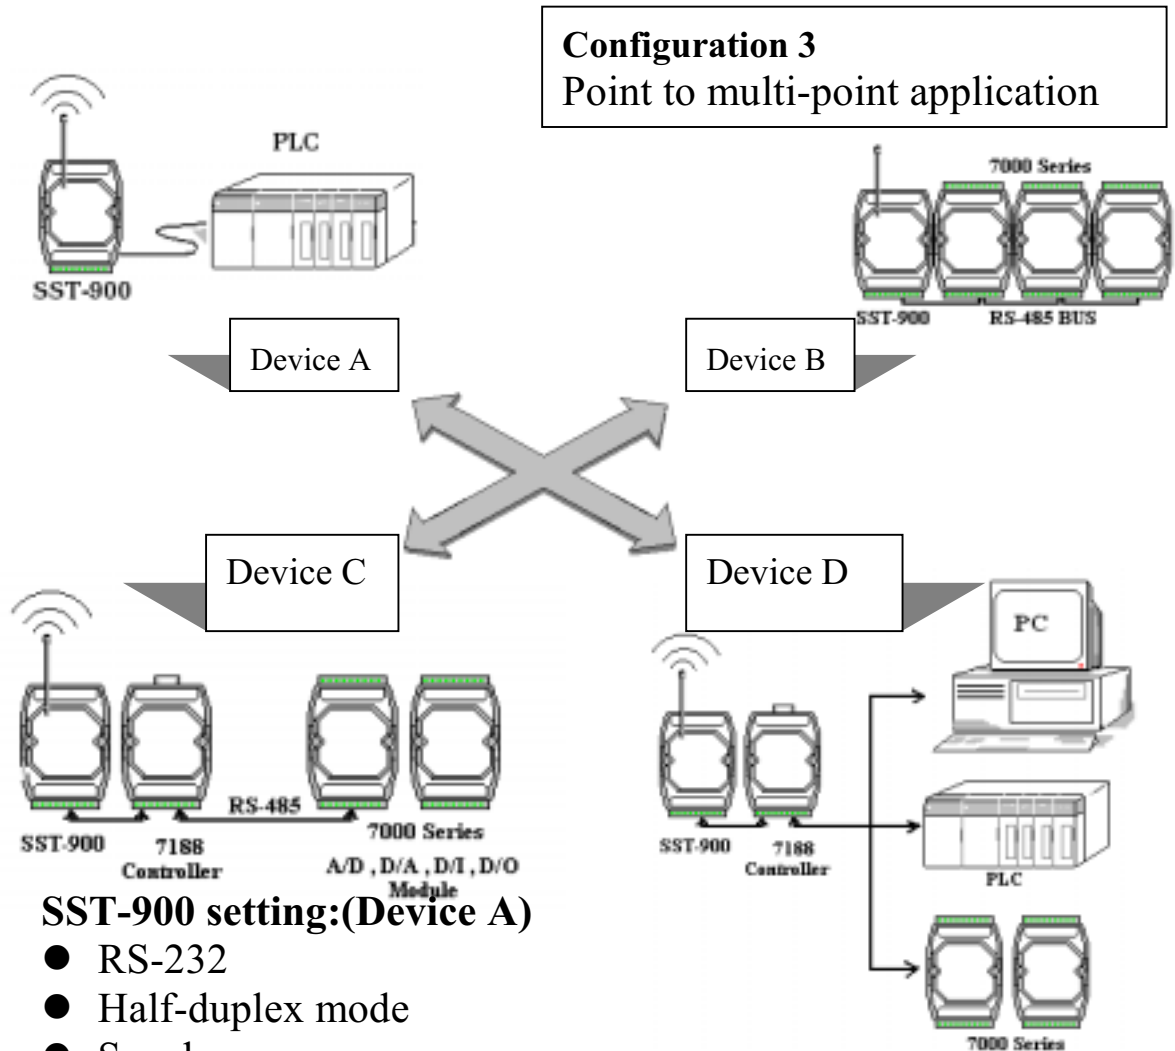 Configuration 3
Point to multi-point application
PLC
SST-900
7000 Series
SST-900
RS-485 BUS
Device A
Device B
Device C
Device D
SST-900
7188
Controller
RS-485
7000 Series
A/D , D/A , D/I , D/O
Module
PC
SST-900
7188
Controller
PLC
7000 Series
SST-900 setting:(Device A)
● RS-232
● Half-duplex mode